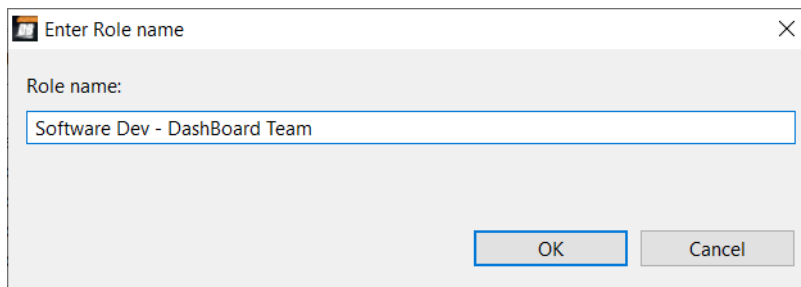 Enter Role name
Role name:
Software Dev - DashBoard Team
OK
Cancel